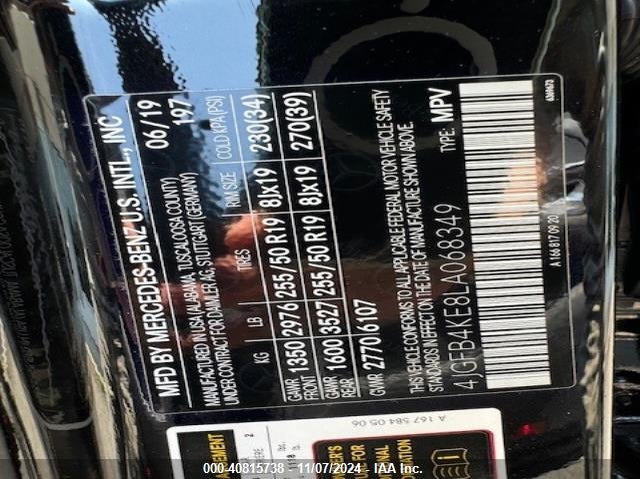 MFD BY MERCEDES-BENZ U.S. INTL., INC 06/19
MANUFACTURED IN USA (ALABAMA, TUSCALOOSA COUNTY) 197
UNDER CONTRACT FOR DAIMLER AG, STUTTGART (GERMANY)
KG LB TIRES RIM SIZE COLD KPA(PSI)
GAWR FRONT 1350 2976 255/50 R19 8Jx19 230(34)
GAWR REAR 1600 3527 255/50 R19 8Jx19 270(39)
GMR 2770 6107
THIS VEHICLE CONFORMS TO ALL APPLICABLE FEDERAL MOTOR VEHICLE SAFETY
STANDARDS IN EFFECT ON THE DATE OF MANUFACTURE SHOWN ABOVE.
4JGFB4KE8LA068349 TYPE: MPV
A 166 817 09 20
A 167 584 05 06
000-40815738 — 11/07/2024 — IAA Inc.